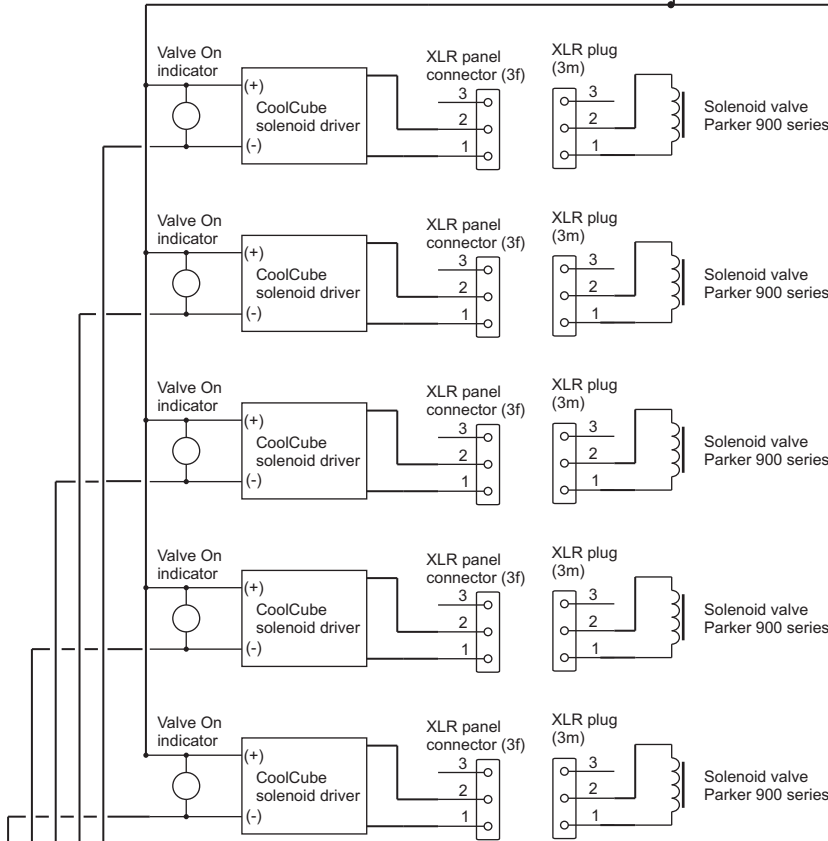 Valve On
indicator
(+)
(-)
CoolCube
solenoid driver
XLR panel
connector (3f)
3
2
1
XLR plug
(3m)
3
2
1
Solenoid valve
Parker 900 series
Valve On
indicator
(+)
(-)
CoolCube
solenoid driver
XLR panel
connector (3f)
3
2
1
XLR plug
(3m)
3
2
1
Solenoid valve
Parker 900 series
Valve On
indicator
(+)
(-)
CoolCube
solenoid driver
XLR panel
connector (3f)
3
2
1
XLR plug
(3m)
3
2
1
Solenoid valve
Parker 900 series
Valve On
indicator
(+)
(-)
CoolCube
solenoid driver
XLR panel
connector (3f)
3
2
1
XLR plug
(3m)
3
2
1
Solenoid valve
Parker 900 series
Valve On
indicator
(+)
(-)
CoolCube
solenoid driver
XLR panel
connector (3f)
3
2
1
XLR plug
(3m)
3
2
1
Solenoid valve
Parker 900 series